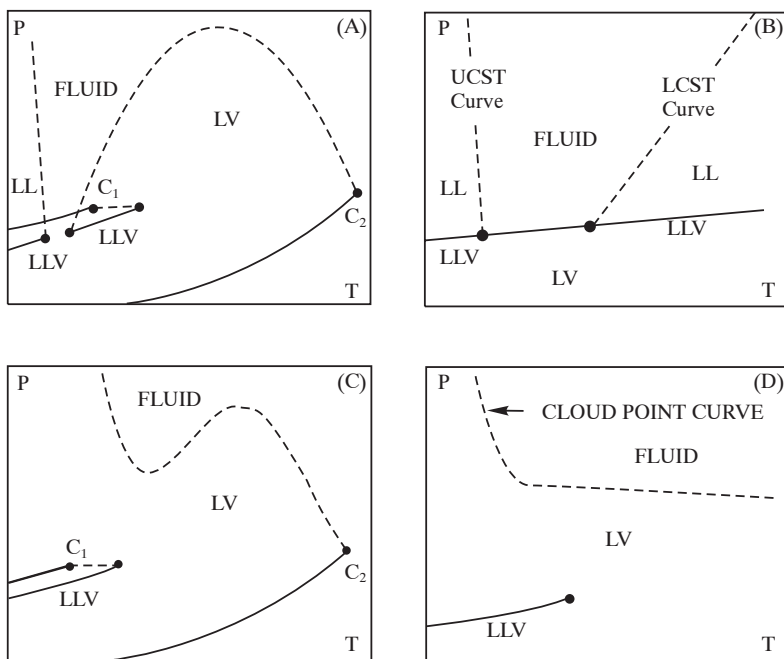 P
(A)
FLUID
LV
LL
C1
C2
LLV
LLV
T
P
(B)
UCST
Curve
LCST
Curve
FLUID
LL
LL
LLV
LLV
LV
T
P
(C)
FLUID
LV
C1
C2
LLV
T
P
(D)
CLOUD POINT CURVE
FLUID
LV
LLV
T